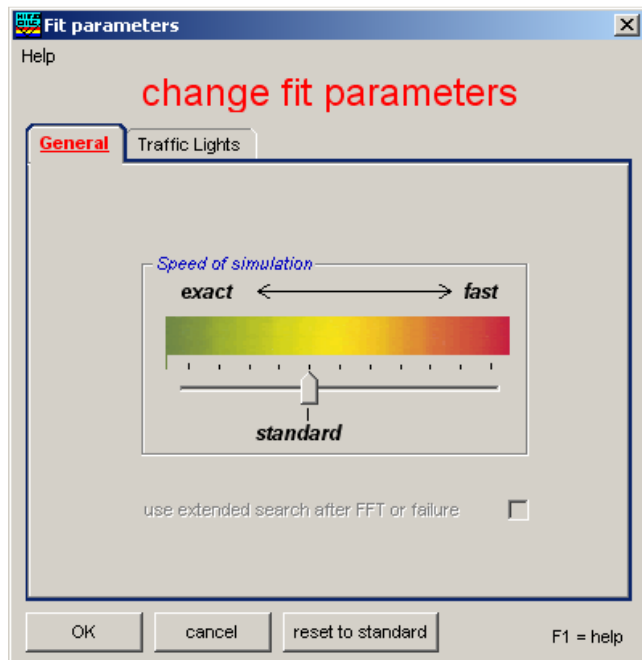 Fit parameters
Help
change fit parameters
General Traffic Lights
Speed of simulation
exact fast
standard
use extended search after FFT or failure
OK cancel reset to standard F1 = help